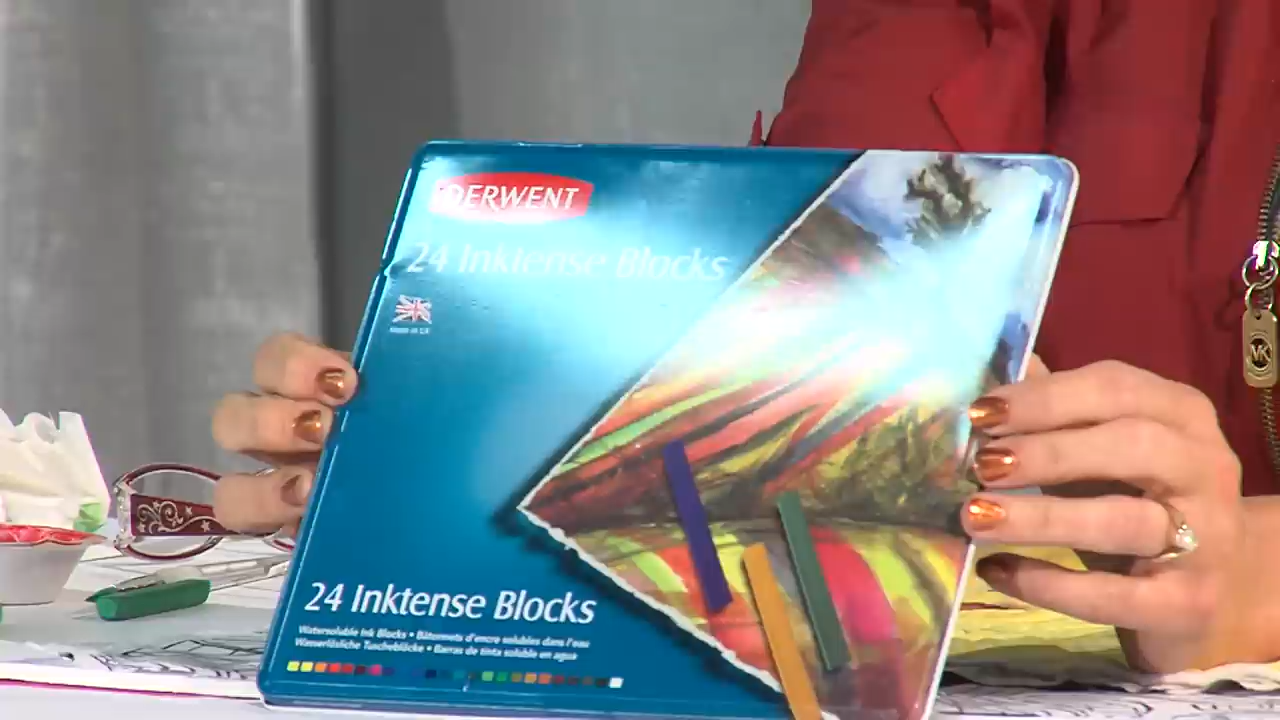 DERWENT
24 Inktense Blocks
Made in UK
24 Inktense Blocks
Watersoluble Ink Blocks • Bâtonnets d'encre solubles dans l'eau
Wasserlösliche Tuscheblöcke • Barras de tinta soluble en agua
MK